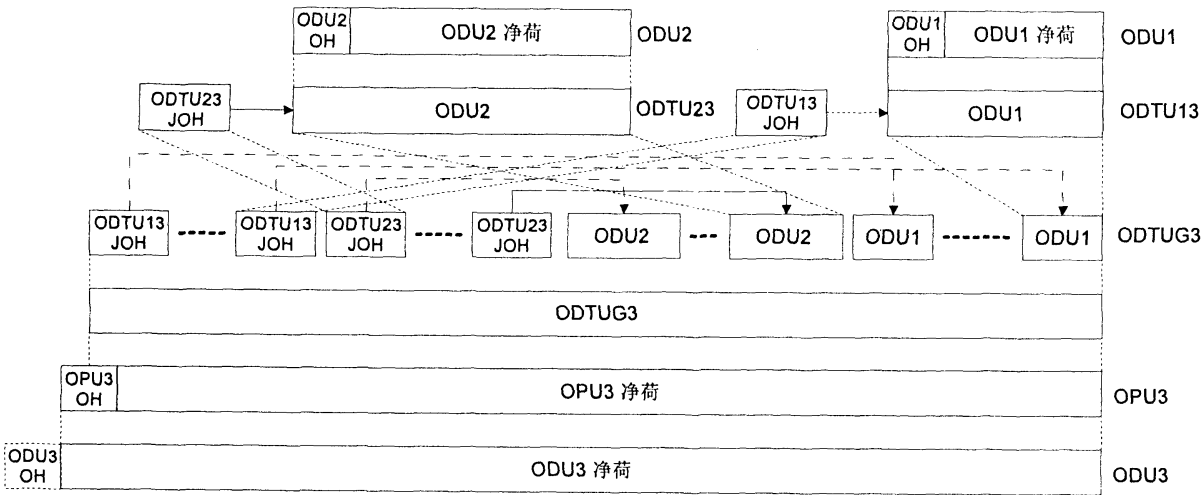 ODU2 OH ODU2 净荷 ODU2 ODU1 OH ODU1 净荷 ODU1
ODTU23 JOH ODU2 ODTU23 ODTU13 JOH ODU1 ODTU13
ODTU13 JOH ODTU13 JOH ODTU23 JOH ODTU23 JOH ODU2 ODU2 ODU1 ODU1 ODTUG3
ODTUG3
OPU3 OH OPU3 净荷 OPU3
ODU3 OH ODU3 净荷 ODU3